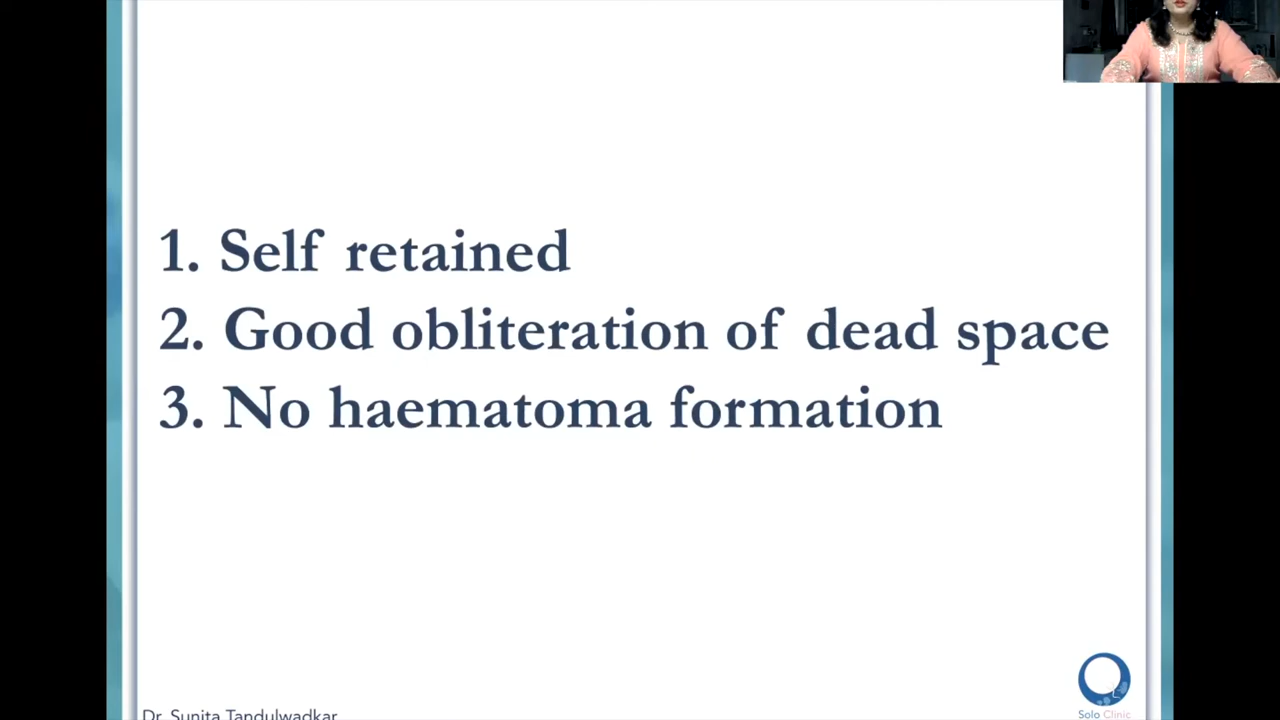 1. Self retained
2. Good obliteration of dead space
3. No haematoma formation
Dr. Sunita Tandulwadkar
Solo Clinic